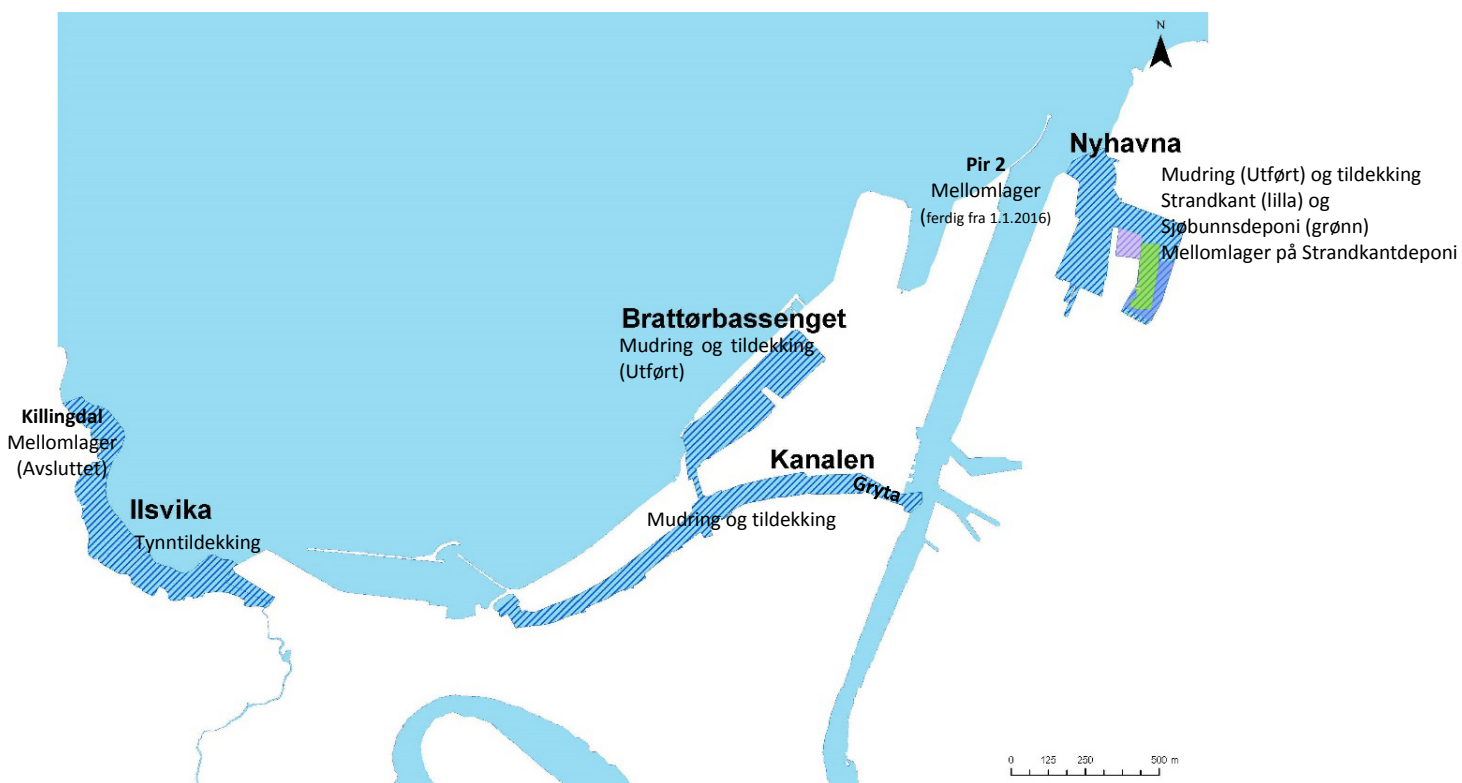 N
Nyhavna
Mudring (Utført) og tildekking
Strandkant (lilla) og
Sjøbunnsdeponi (grønn)
Mellomlager på Strandkantdeponi
Pir 2
Mellomlager
(ferdig fra 1.1.2016)
Brattørbassenget
Mudring og tildekking
(Utført)
Killingdal
Mellomlager
(Avsluttet)
Ilsvika
Tynntildekking
Kanalen
Gryta
Mudring og tildekking
0 125 250 500 m